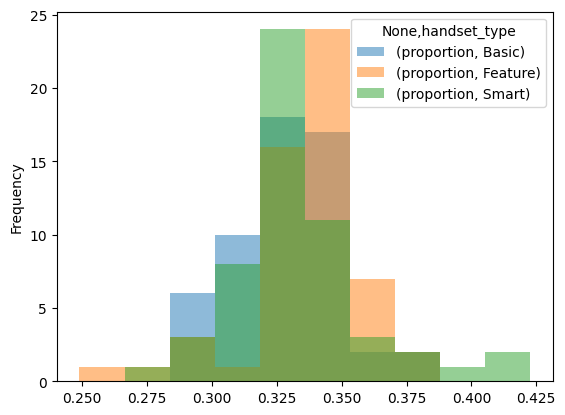 25
20
15
10
5
0
Frequency
None,handset_type
(proportion, Basic)
(proportion, Feature)
(proportion, Smart)
0.250 0.275 0.300 0.325 0.350 0.375 0.400 0.425